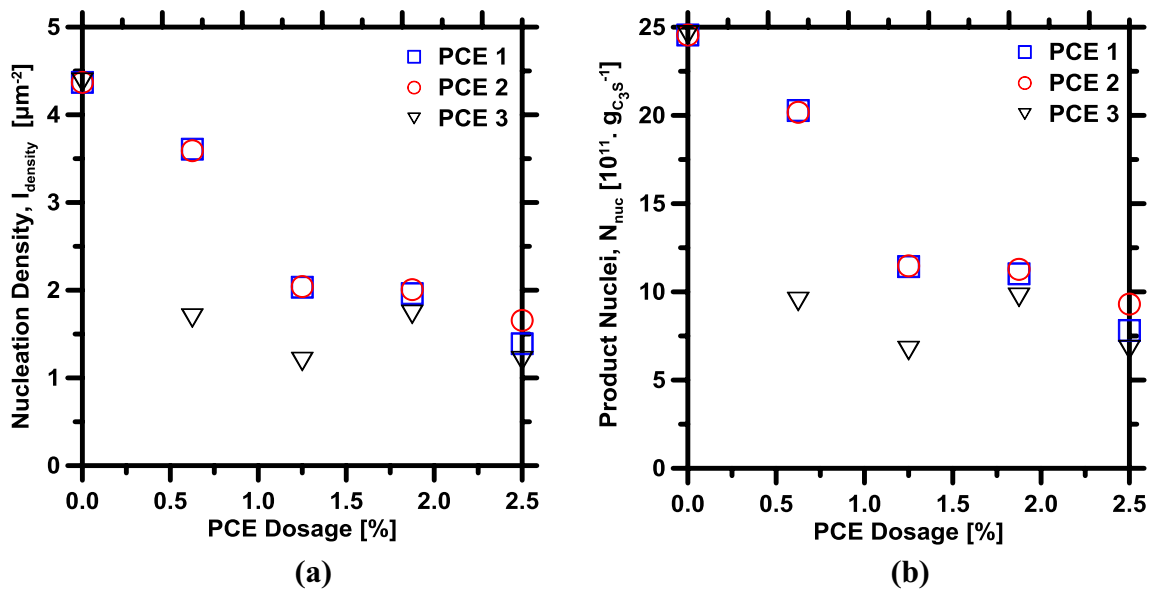 Nucleation Density, I_density [μm⁻²]
5
4
3
2
1
0
PCE 1
PCE 2
PCE 3
0.0 0.5 1.0 1.5 2.0 2.5
PCE Dosage [%]
(a)
Product Nuclei, N_nuc [10¹¹. g_C₃s⁻¹]
25
20
15
10
5
0
PCE 1
PCE 2
PCE 3
0.0 0.5 1.0 1.5 2.0 2.5
PCE Dosage [%]
(b)